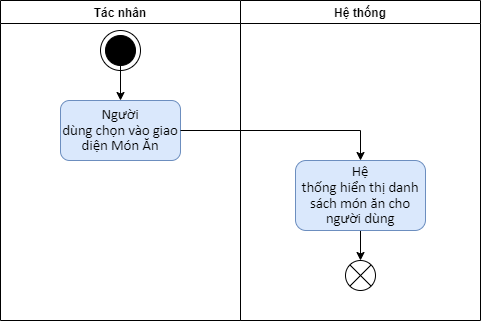 Tác nhân
Hệ thống
Người
dùng chọn vào giao
diện Món Ăn
Hệ
thống hiển thị danh
sách món ăn cho
người dùng